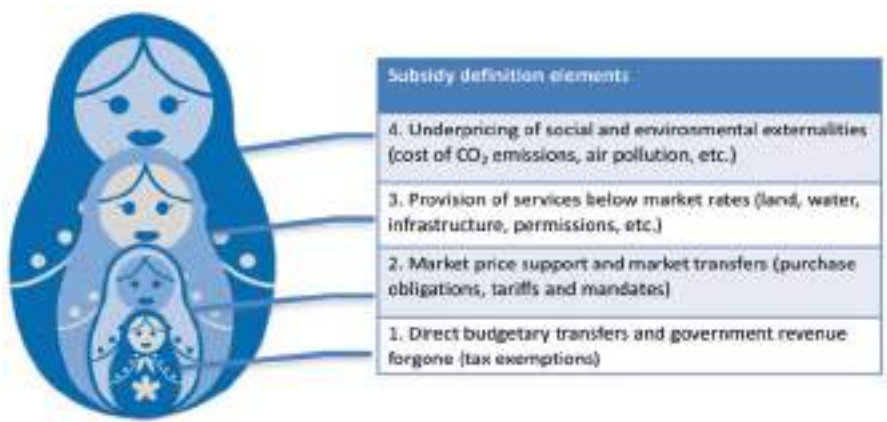 Subsidy definition elements
4. Underpricing of social and environmental externalities
(cost of CO₂ emissions, air pollution, etc.)
3. Provision of services below market rates (land, water,
infrastructure, permissions, etc.)
2. Market price support and market transfers (purchase
obligations, tariffs and mandates)
1. Direct budgetary transfers and government revenue
forgone (tax exemptions)